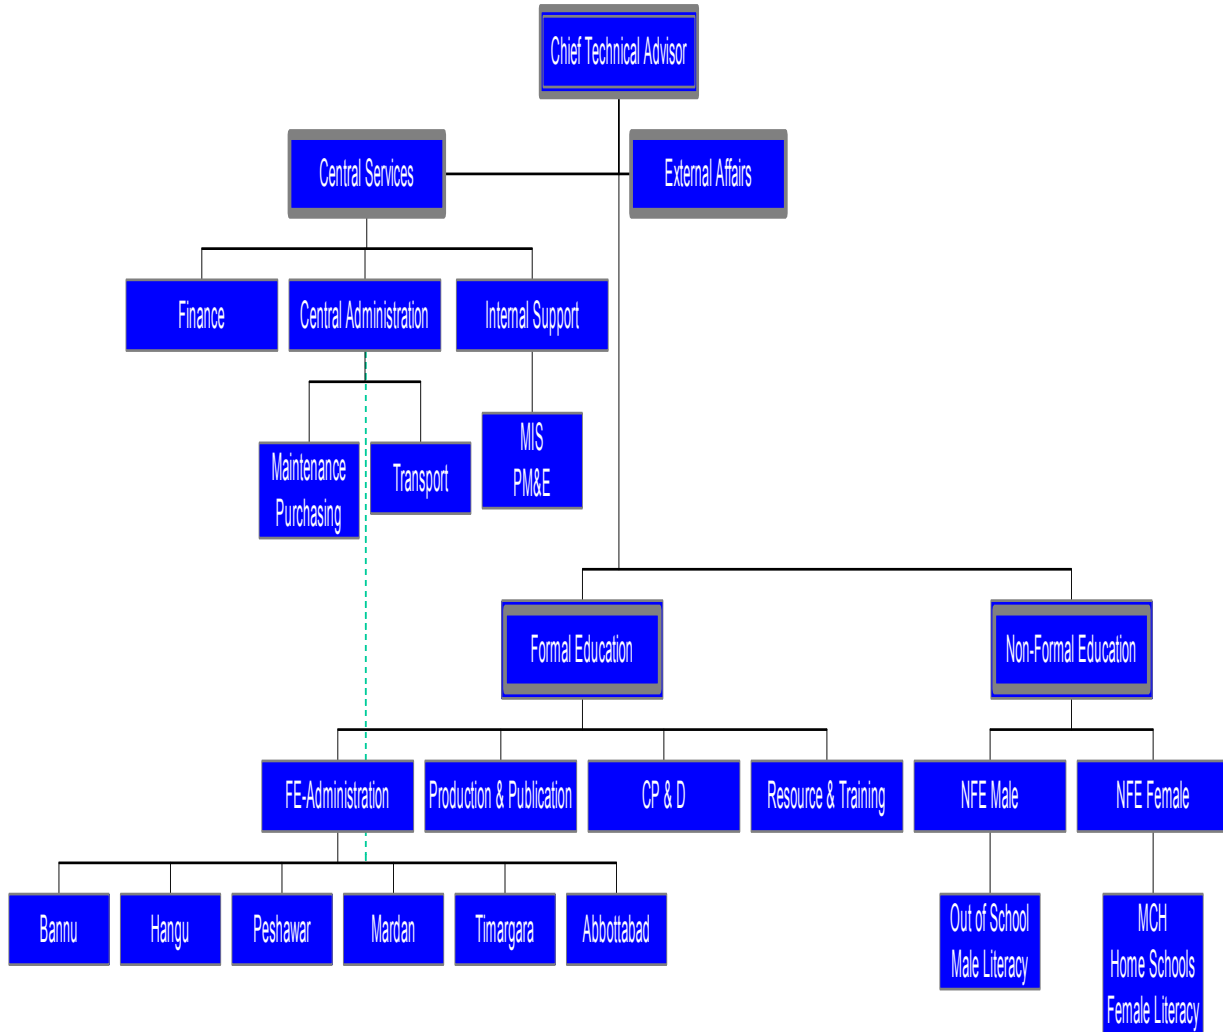 Chief Technical Advisor
Central Services
External Affairs
Finance
Central Administration
Internal Support
Maintenance
Purchasing
Transport
MIS
PM&E
Formal Education
Non-Formal Education
FE-Administration
Production & Publication
CP & D
Resource & Training
NFE Male
NFE Female
Bannu
Hangu
Peshawar
Mardan
Timargara
Abbottabad
Out of School
Male Literacy
MCH
Home Schools
Female Literacy